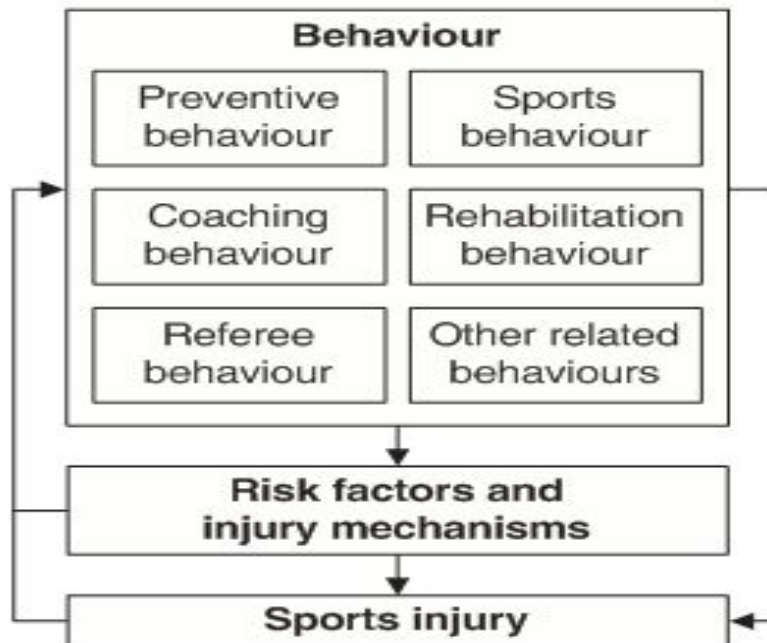 Behaviour
Preventive
behaviour
Sports
behaviour
Coaching
behaviour
Rehabilitation
behaviour
Referee
behaviour
Other related
behaviours
Risk factors and
injury mechanisms
Sports injury